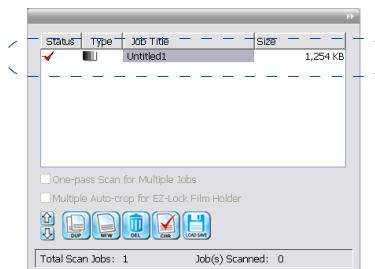 Status Type Job Title Size
Untitled1 1,254 KB
One-pass Scan for Multiple Jobs
Multiple Auto-crop for EZ-Lock Film Holder
DUP NEW DEL CHK LOAD/SAVE
Total Scan Jobs: 1 Job(s) Scanned: 0